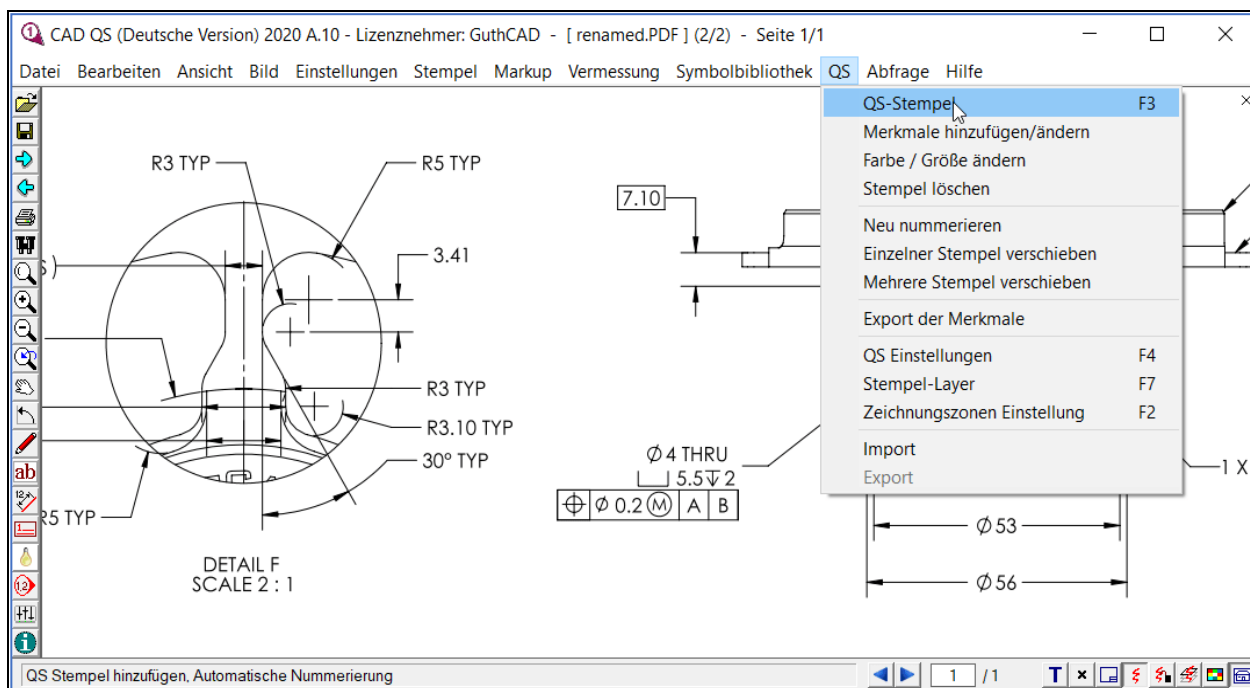 CAD QS (Deutsche Version) 2020 A.10 - Lizenznehmer: GuthCAD - [ renamed.PDF ] (2/2) - Seite 1/1
Datei Bearbeiten Ansicht Bild Einstellungen Stempel Markup Vermessung Symbolbibliothek QS Abfrage Hilfe
QS-Stempel F3
Merkmale hinzufügen/ändern
Farbe / Größe ändern
Stempel löschen
Neu nummerieren
Einzelner Stempel verschieben
Mehrere Stempel verschieben
Export der Merkmale
QS Einstellungen F4
Stempel-Layer F7
Zeichnungszonen Einstellung F2
Import
Export
R3 TYP
R5 TYP
7.10
S )
3.41
R3 TYP
R3.10 TYP
30° TYP
R5 TYP
DETAIL F
SCALE 2 : 1
Ø 4 THRU
⌴ 5.5 ↧ 2
⌖ Ø 0.2 Ⓜ A B
1 X
Ø 53
Ø 56
ab
QS Stempel hinzufügen, Automatische Nummerierung
1 / 1
T